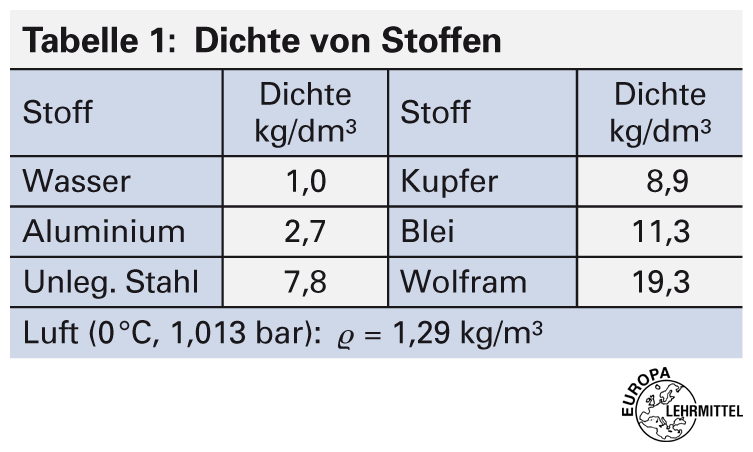 Tabelle 1: Dichte von Stoffen
Stoff Dichte kg/dm³ Stoff Dichte kg/dm³
Wasser 1,0 Kupfer 8,9
Aluminium 2,7 Blei 11,3
Unleg. Stahl 7,8 Wolfram 19,3
Luft (0°C, 1,013 bar): ϱ = 1,29 kg/m³
EUROPA
LEHRMITTEL